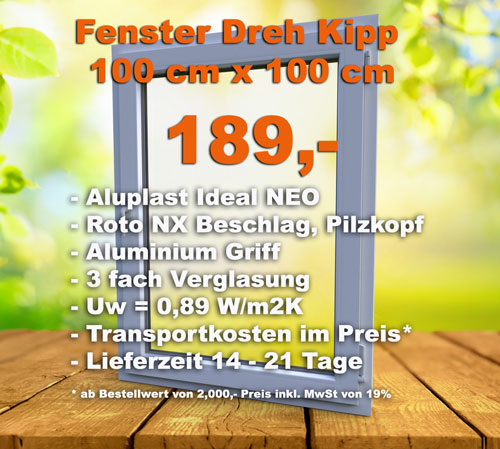 Fenster Dreh Kipp
100 cm x 100 cm
189,-
- Aluplast Ideal NEO
- Roto NX Beschlag, Pilzkopf
- Aluminium Griff
- 3 fach Verglasung
- Uw = 0,89 W/m2K
- Transportkosten im Preis*
- Lieferzeit 14 - 21 Tage
* ab Bestellwert von 2,000,- Preis inkl. MwSt von 19%